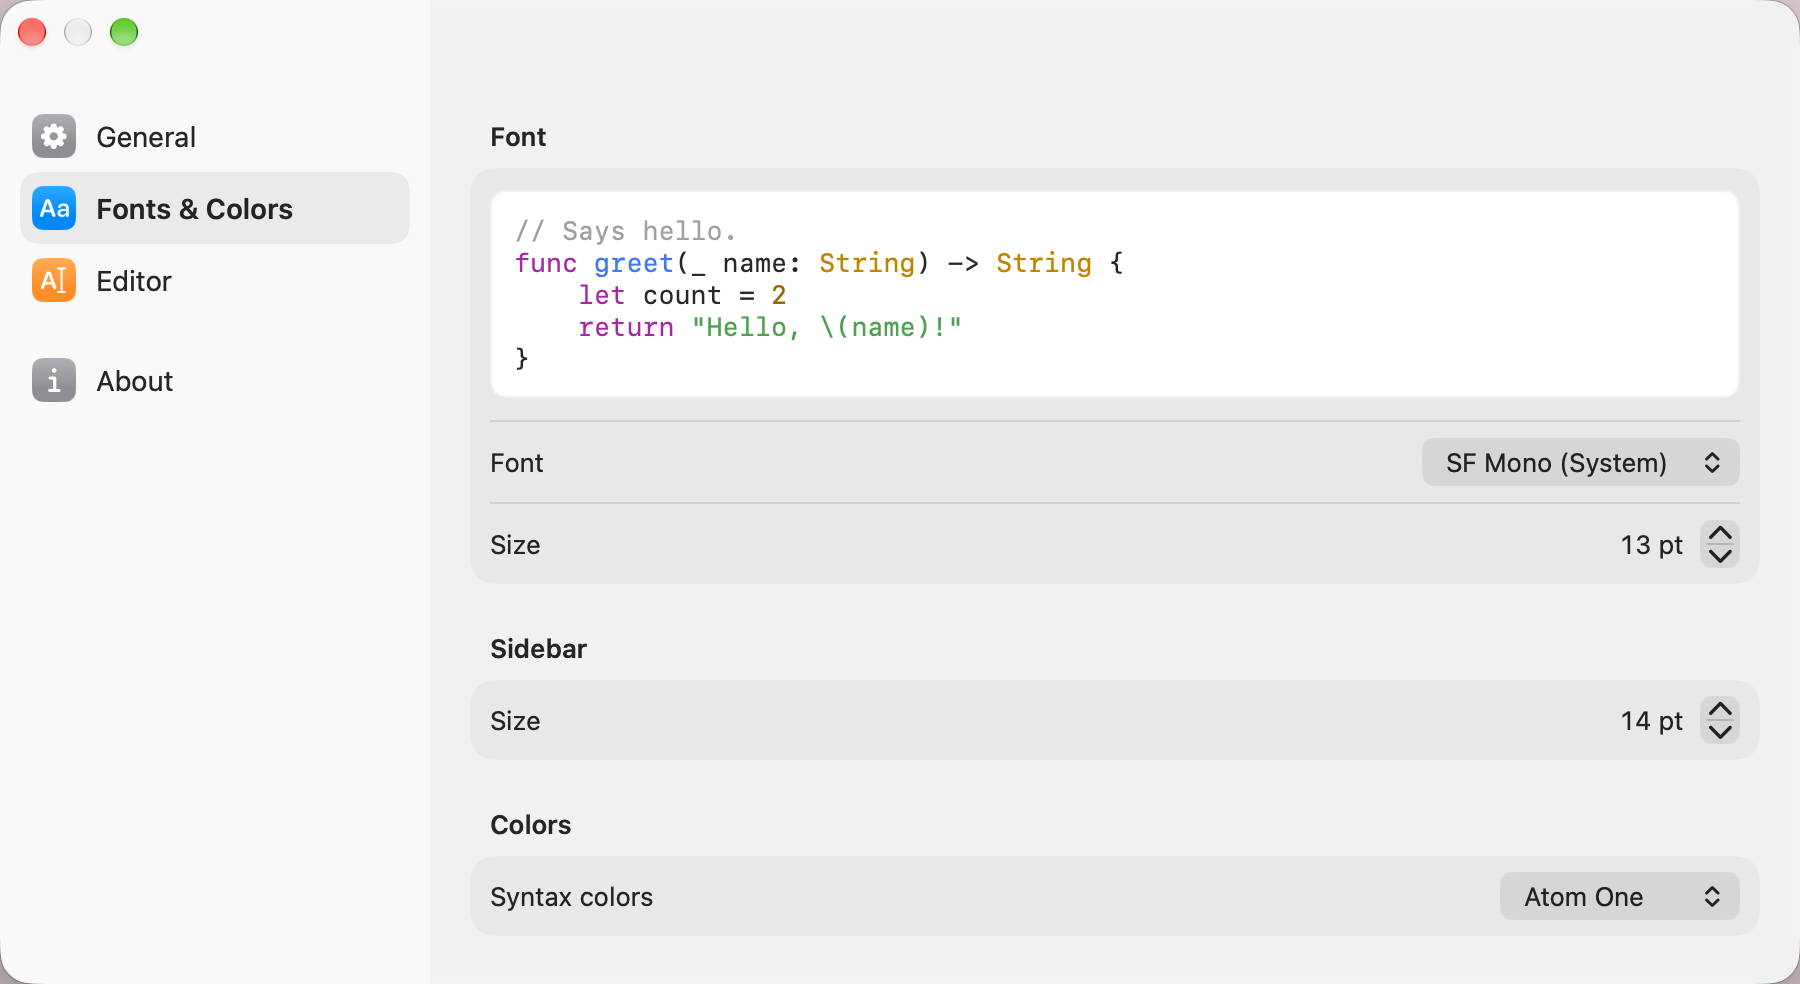 General
Aa Fonts & Colors
A Editor
i About
Font
// Says hello.
func greet(_ name: String) -> String {
    let count = 2
    return "Hello, \(name)!"
}
Font SF Mono (System)
Size 13 pt
Sidebar
Size 14 pt
Colors
Syntax colors Atom One